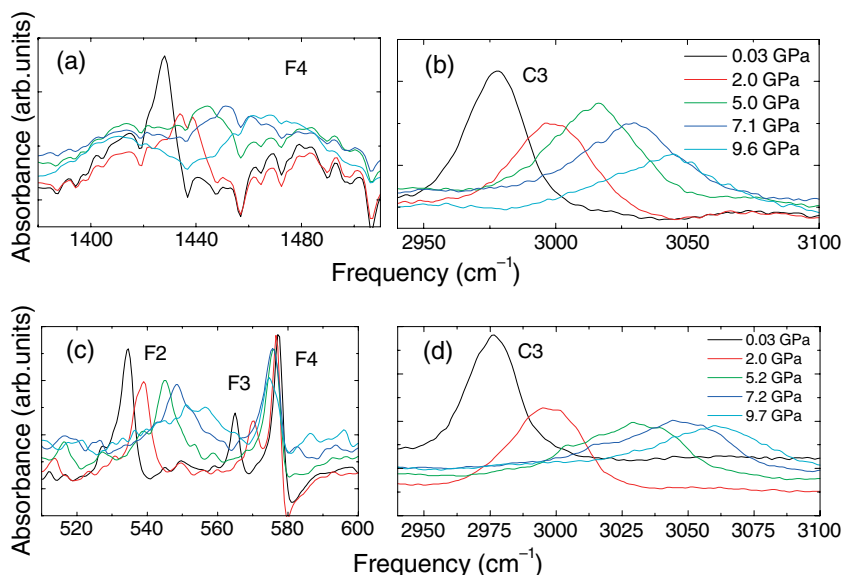 Absorbance (arb.units)
(a)
F4
1400
1440
1480
(b)
C3
0.03 GPa
2.0 GPa
5.0 GPa
7.1 GPa
9.6 GPa
2950
3000
3050
3100
Frequency (cm⁻¹)
Absorbance (arb.units)
(c)
F2
F3
F4
520
540
560
580
600
(d)
C3
0.03 GPa
2.0 GPa
5.2 GPa
7.2 GPa
9.7 GPa
2950
2975
3000
3025
3050
3075
3100
Frequency (cm⁻¹)